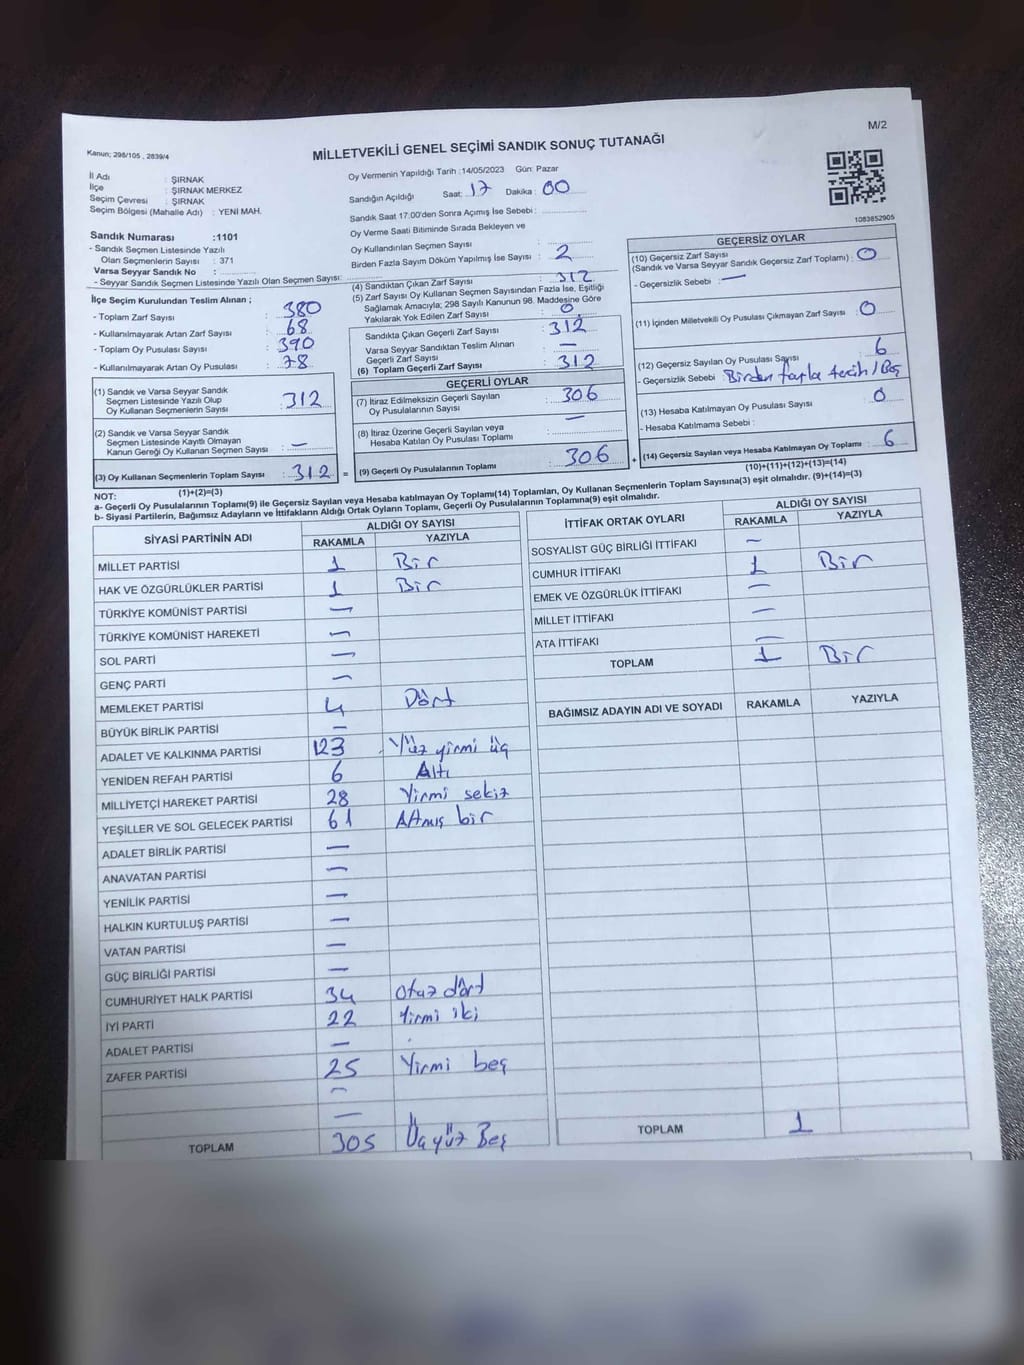 M/2
Kanun; 298/105 , 2839/4
MİLLETVEKİLİ GENEL SEÇİMİ SANDIK SONUÇ TUTANAĞI
İl Adı : ŞIRNAK
İlçe : ŞIRNAK MERKEZ
Seçim Çevresi : ŞIRNAK
Seçim Bölgesi (Mahalle Adı) : YENİ MAH.
Sandık Numarası :1101
- Sandık Seçmen Listesinde Yazılı
Olan Seçmenlerin Sayısı : 371
Varsa Seyyar Sandık No :
- Seyyar Sandık Seçmen Listesinde Yazılı Olan Seçmen Sayısı:
İlçe Seçim Kurulundan Teslim Alınan ;
- Toplam Zarf Sayısı : 380
- Kullanılmayarak Artan Zarf Sayısı : 68
- Toplam Oy Pusulası Sayısı : 390
- Kullanılmayarak Artan Oy Pusulası : 78
(1) Sandık ve Varsa Seyyar Sandık
Seçmen Listesinde Yazılı Olup
Oy Kullanan Seçmenlerin Sayısı : 312
(2) Sandık ve Varsa Seyyar Sandık
Seçmen Listesinde Kayıtlı Olmayan
Kanun Gereği Oy Kullanan Seçmen Sayısı : —
(3) Oy Kullanan Seçmenlerin Toplam Sayısı : 312 =
(1)+(2)=(3)
Oy Vermenin Yapıldığı Tarih :14/05/2023 Gün: Pazar
Sandığın Açıldığı Saat: 17 Dakika : 00
Sandık Saat 17.00'den Sonra Açımış İse Sebebi :
Oy Verme Saati Bitiminde Sırada Bekleyen ve
Oy Kullandırılan Seçmen Sayısı :
Birden Fazla Sayım Döküm Yapılmış İse Sayısı : 2
(4) Sandıktan Çıkan Zarf Sayısı : 312
(5) Zarf Sayısı Oy Kullanan Seçmen Sayısından Fazla İse, Eşitliği
Sağlamak Amacıyla; 298 Sayılı Kanunun 98. Maddesine Göre
Yakılarak Yok Edilen Zarf Sayısı : 0
Sandıkta Çıkan Geçerli Zarf Sayısı : 312
Varsa Seyyar Sandıktan Teslim Alınan
Geçerli Zarf Sayısı : —
(6) Toplam Geçerli Zarf Sayısı : 312
GEÇERLİ OYLAR
(7) İtiraz Edilmeksizin Geçerli Sayılan
Oy Pusulalarının Sayısı : 306
(8) İtiraz Üzerine Geçerli Sayılan veya
Hesaba Katılan Oy Pusulası Toplamı : —
(9) Geçerli Oy Pusulalarının Toplamı : 306 +
1083852905
GEÇERSİZ OYLAR
(10) Geçersiz Zarf Sayısı
(Sandık ve Varsa Seyyar Sandık Geçersiz Zarf Toplamı) : 0
- Geçersizlik Sebebi : —
(11) İçinden Milletvekili Oy Pusulası Çıkmayan Zarf Sayısı : 0
(12) Geçersiz Sayılan Oy Pusulası Sayısı : 6
- Geçersizlik Sebebi : Birden fazla tercih / Boş
(13) Hesaba Katılmayan Oy Pusulası Sayısı : 0
- Hesaba Katılmama Sebebi :
(14) Geçersiz Sayılan veya Hesaba Katılmayan Oy Toplamı : 6
(10)+(11)+(12)+(13)=(14)
NOT:
a- Geçerli Oy Pusulalarının Toplamı(9) ile Geçersiz Sayılan veya Hesaba katılmayan Oy Toplamı(14) Toplamları, Oy Kullanan Seçmenlerin Toplam Sayısına(3) eşit olmalıdır. (9)+(14)=(3)
b- Siyasi Partilerin, Bağımsız Adayların ve İttifakların Aldığı Ortak Oyların Toplamı, Geçerli Oy Pusulalarının Toplamına(9) eşit olmalıdır.
SİYASİ PARTİNİN ADI ALDIĞI OY SAYISI
RAKAMLA YAZIYLA
MİLLET PARTİSİ 1 Bir
HAK VE ÖZGÜRLÜKLER PARTİSİ 1 Bir
TÜRKİYE KOMÜNİST PARTİSİ —
TÜRKİYE KOMÜNİST HAREKETİ —
SOL PARTİ —
GENÇ PARTİ —
MEMLEKET PARTİSİ 4 Dört
BÜYÜK BİRLİK PARTİSİ —
ADALET VE KALKINMA PARTİSİ 123 Yüz yirmi üç
YENİDEN REFAH PARTİSİ 6 Altı
MİLLİYETÇİ HAREKET PARTİSİ 28 Yirmi sekiz
YEŞİLLER VE SOL GELECEK PARTİSİ 61 Altmış bir
ADALET BİRLİK PARTİSİ —
ANAVATAN PARTİSİ —
YENİLİK PARTİSİ —
HALKIN KURTULUŞ PARTİSİ —
VATAN PARTİSİ —
GÜÇ BİRLİĞİ PARTİSİ —
CUMHURİYET HALK PARTİSİ 34 Otuz dört
İYİ PARTİ 22 Yirmi iki
ADALET PARTİSİ —
ZAFER PARTİSİ 25 Yirmi beş
—
—
TOPLAM 305 Üçyüz Beş
İTTİFAK ORTAK OYLARI ALDIĞI OY SAYISI
RAKAMLA YAZIYLA
SOSYALİST GÜÇ BİRLİĞİ İTTİFAKI —
CUMHUR İTTİFAKI 1 Bir
EMEK VE ÖZGÜRLÜK İTTİFAKI —
MİLLET İTTİFAKI —
ATA İTTİFAKI —
TOPLAM 1 Bir
BAĞIMSIZ ADAYIN ADI VE SOYADI RAKAMLA YAZIYLA
TOPLAM 1